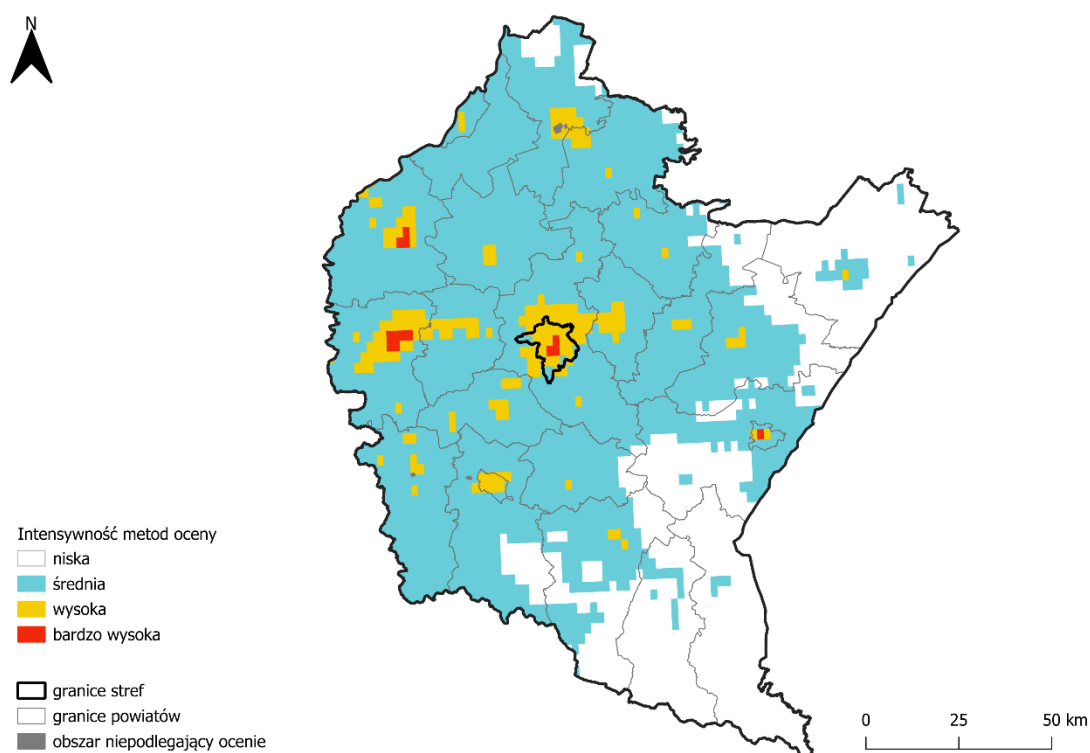 N
Intensywność metod oceny
niska
średnia
wysoka
bardzo wysoka
granice stref
granice powiatów
obszar niepodlegający ocenie
0 25 50 km